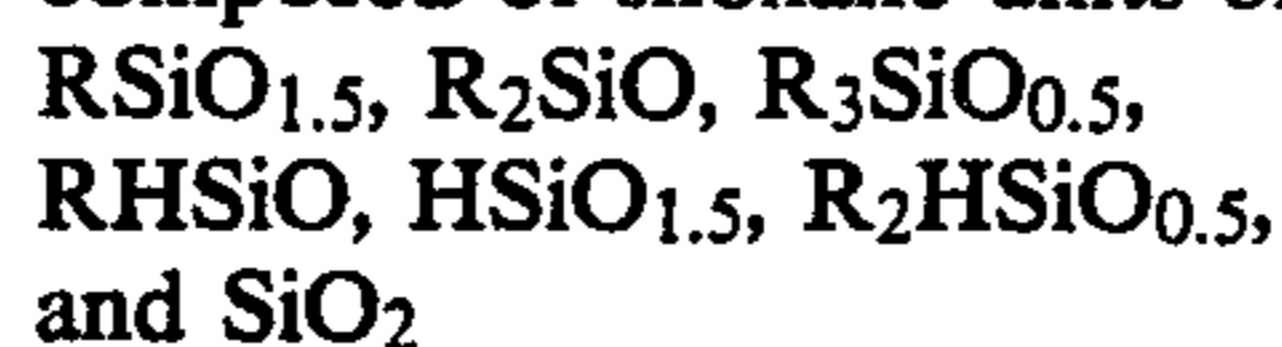 RSiO1.5, R2SiO, R3SiO0.5,
RHSiO, HSiO1.5, R2HSiO0.5,
and SiO2